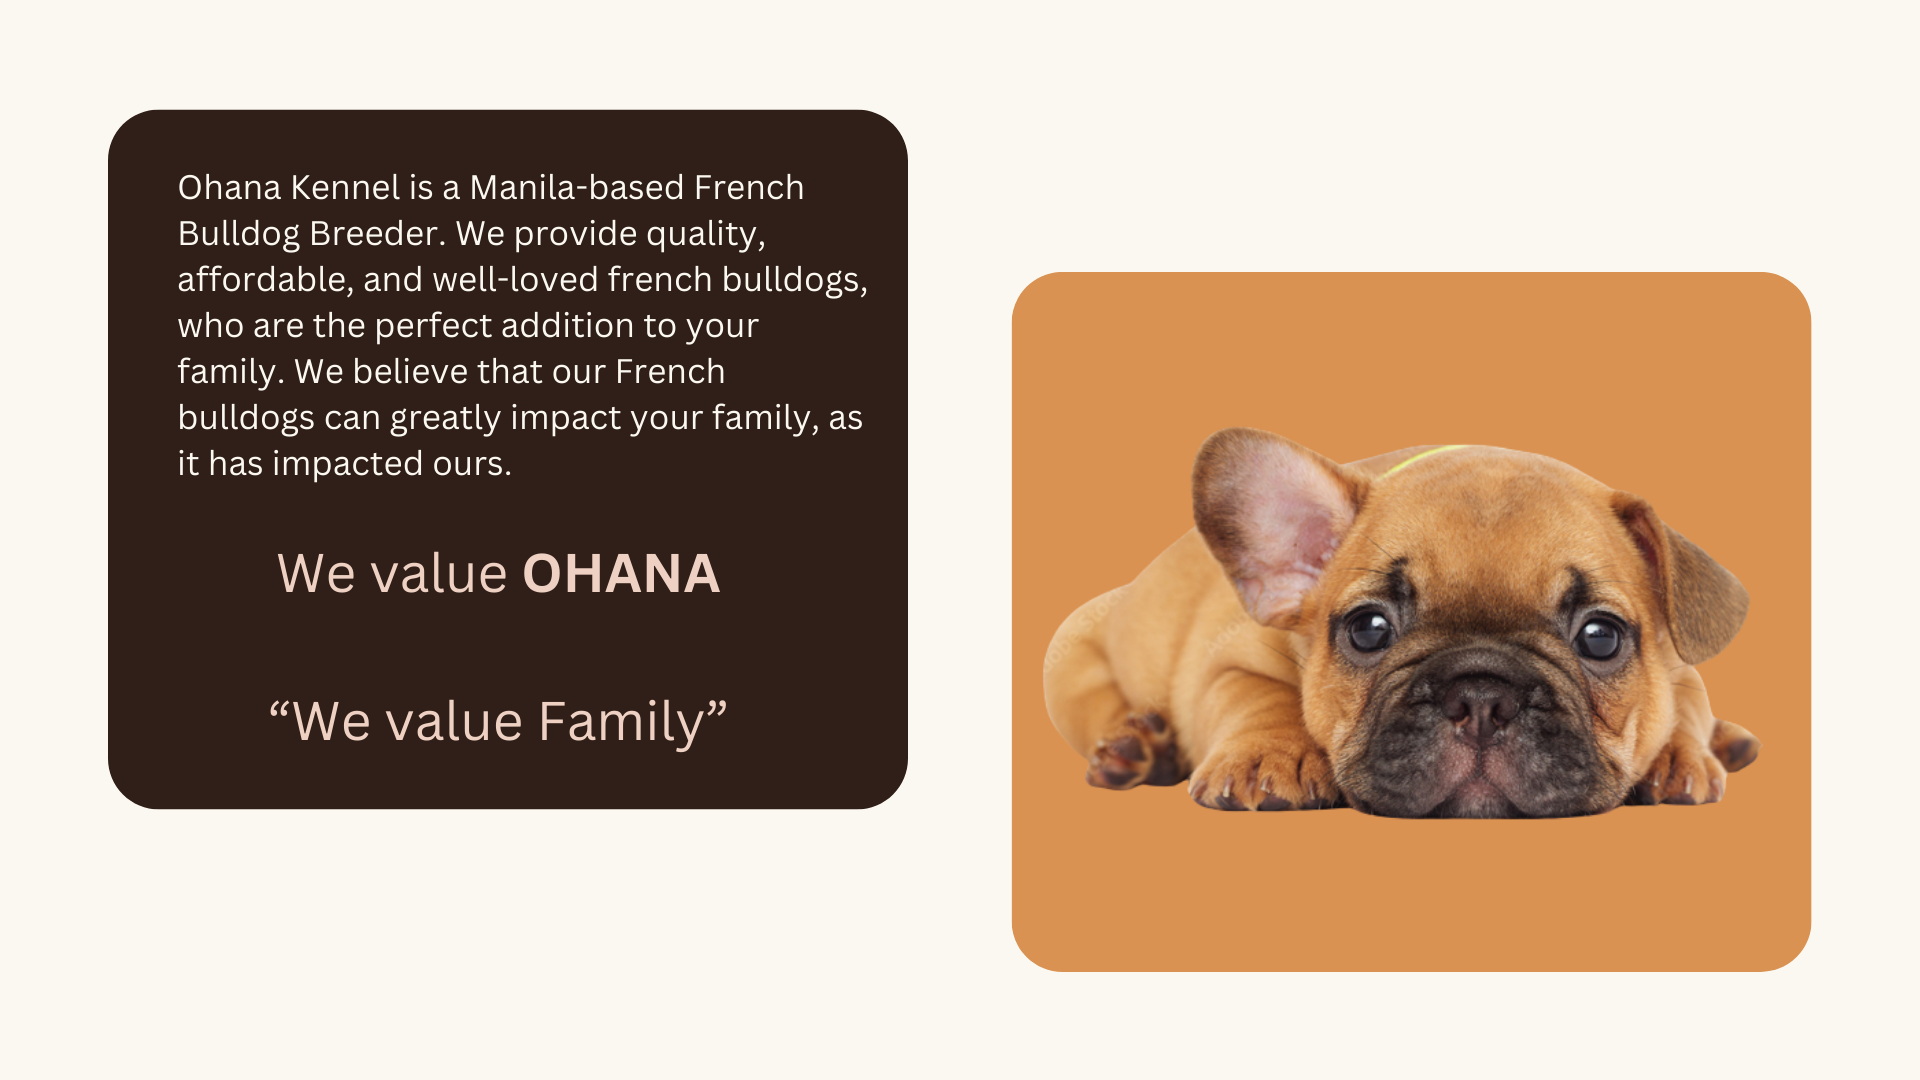 Ohana Kennel is a Manila-based French
Bulldog Breeder. We provide quality,
affordable, and well-loved french bulldogs,
who are the perfect addition to your
family. We believe that our French
bulldogs can greatly impact your family, as
it has impacted ours.
We value OHANA
“We value Family”